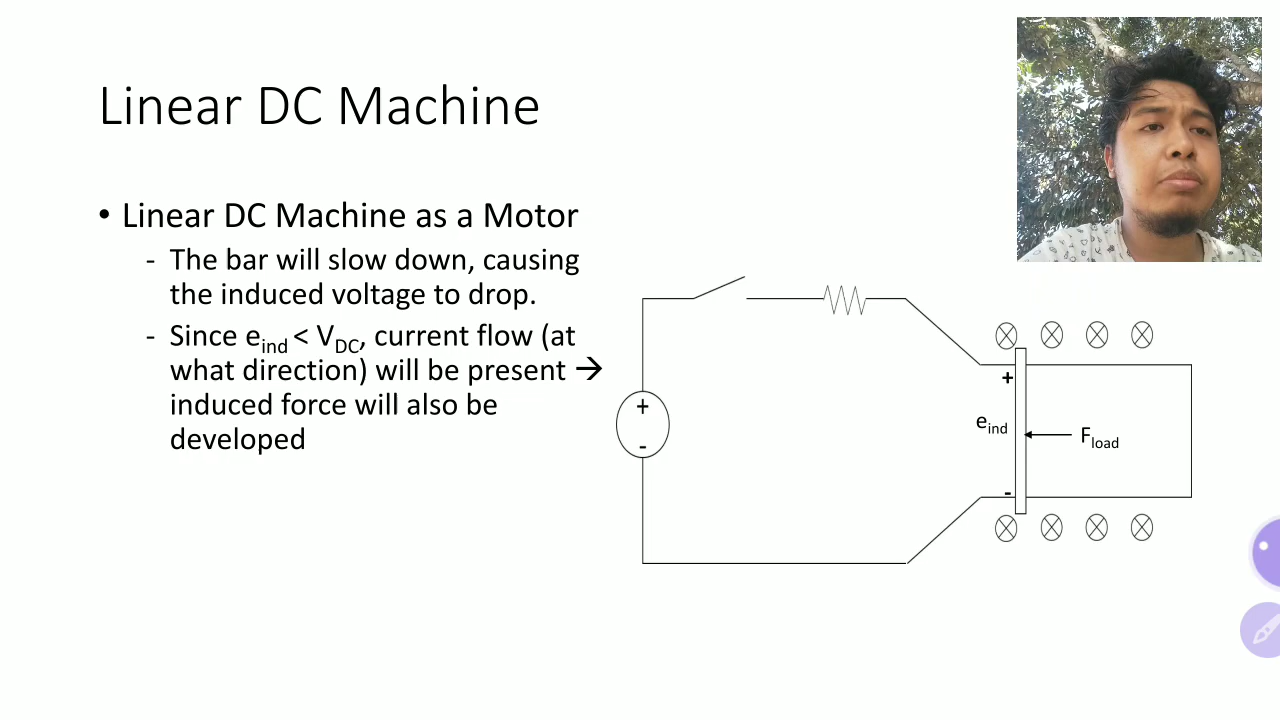 Linear DC Machine
• Linear DC Machine as a Motor
- The bar will slow down, causing
the induced voltage to drop.
- Since eind < VDC, current flow (at
what direction) will be present →
induced force will also be
developed
+
-
+
eind
-
Fload